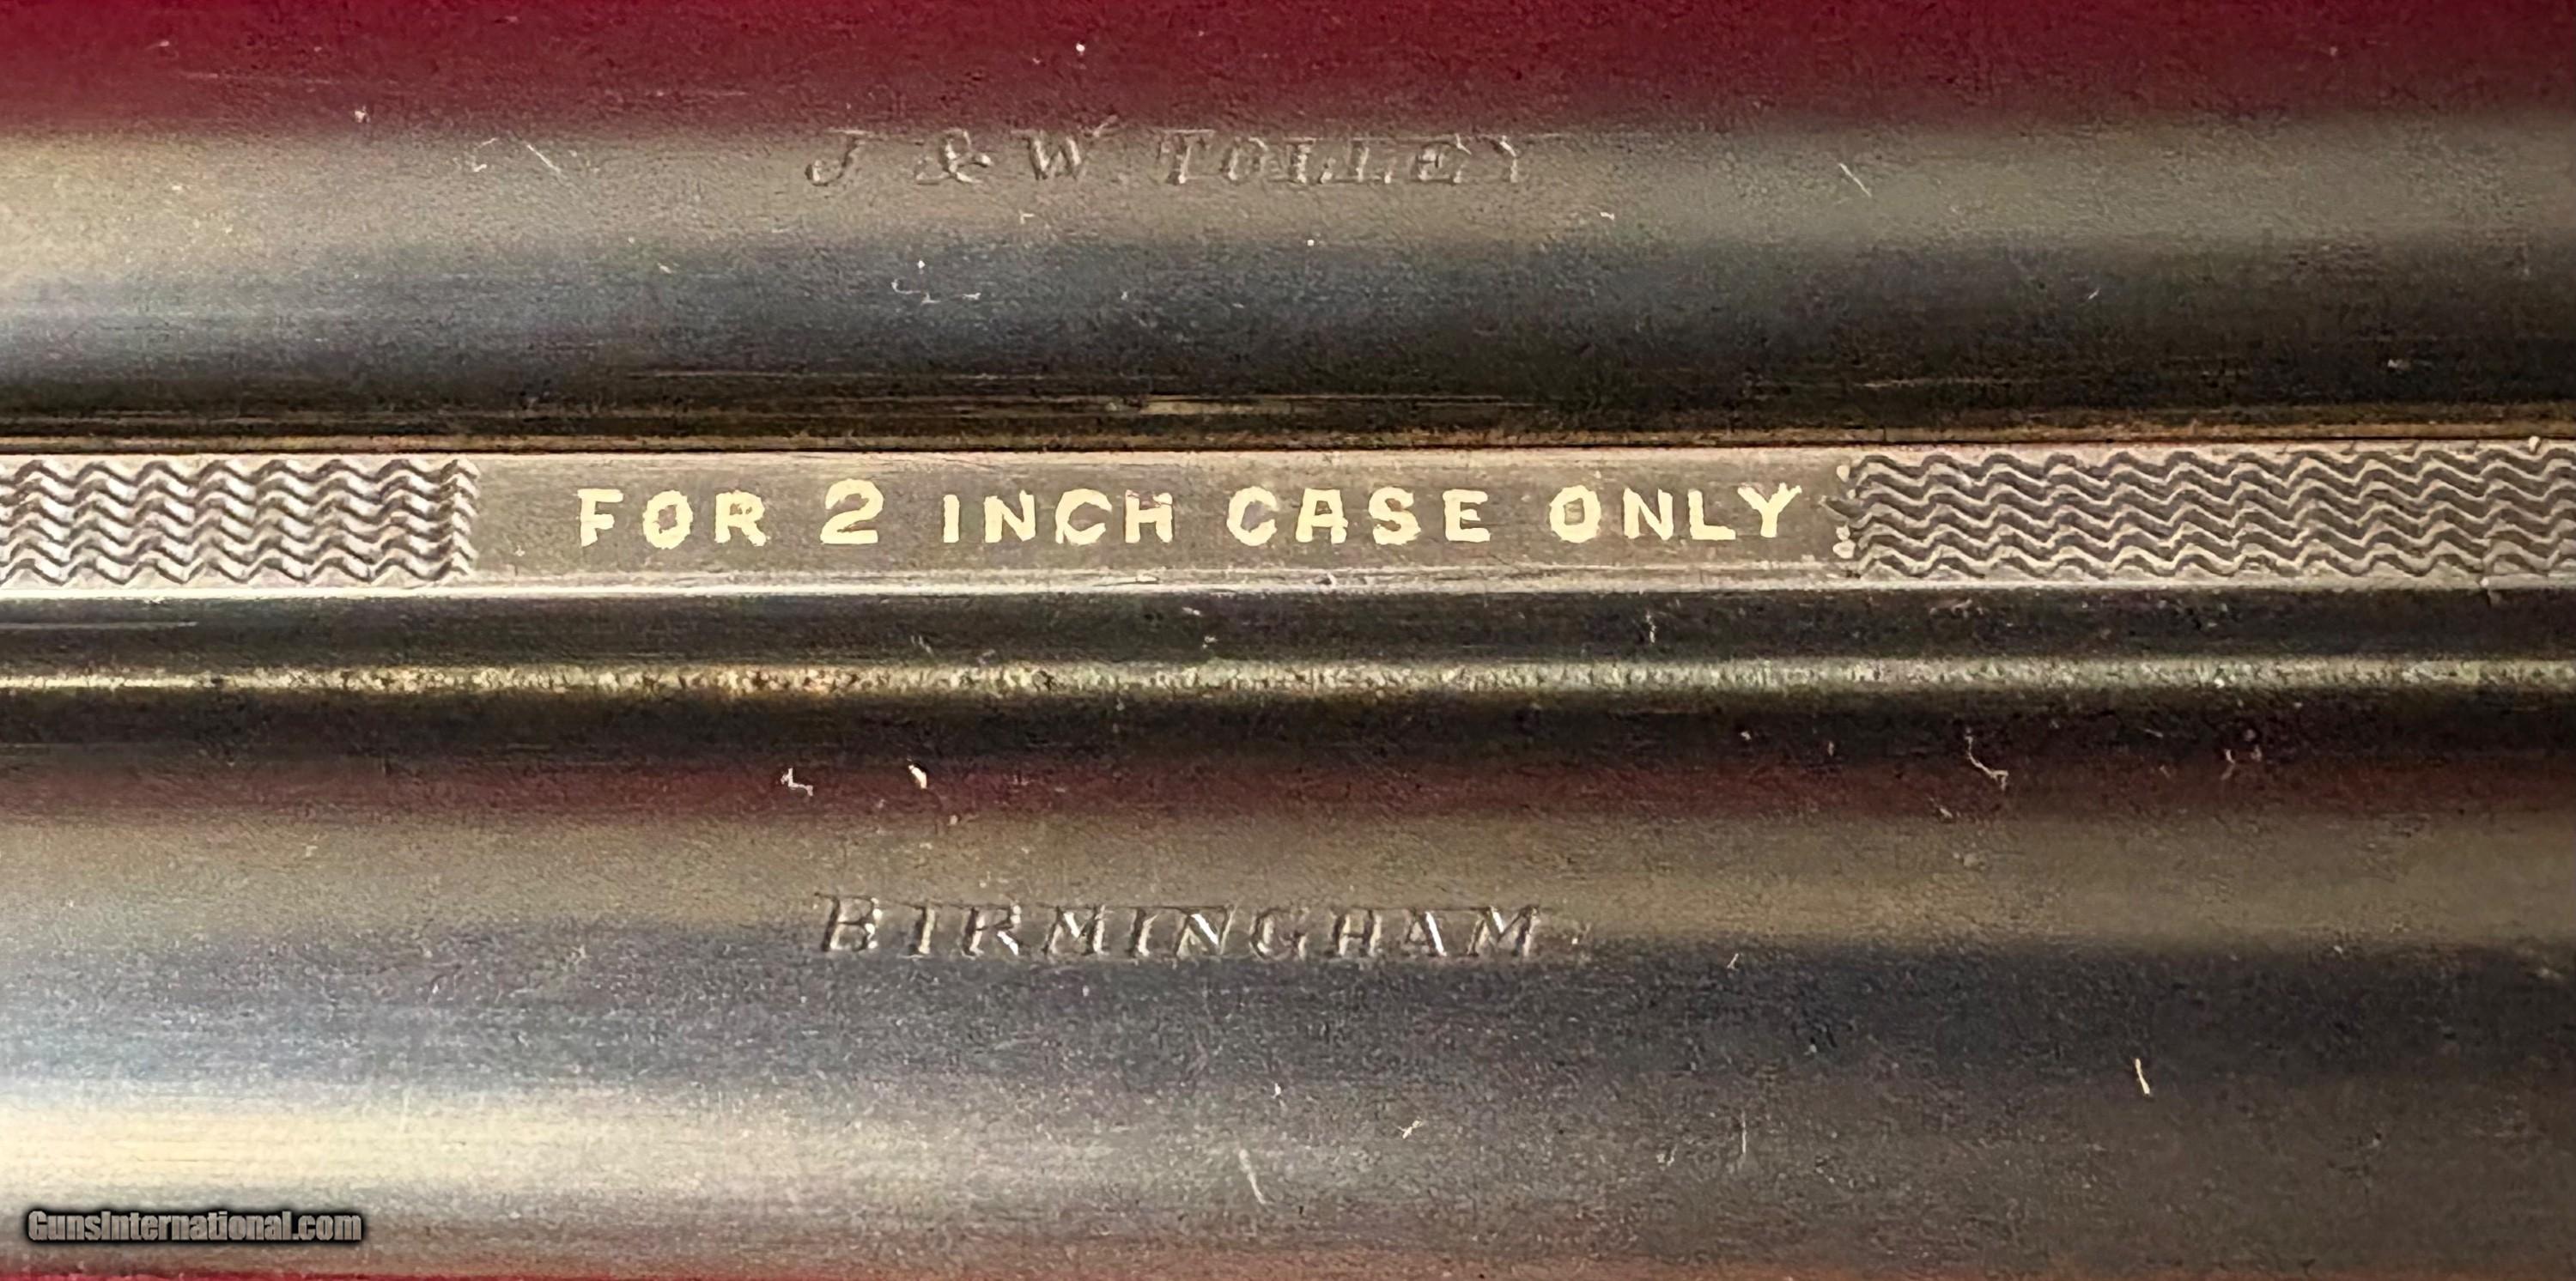 J & W. TOLLEY
FOR 2 INCH CASE ONLY
BIRMINGHAM.
GunsInternational.com